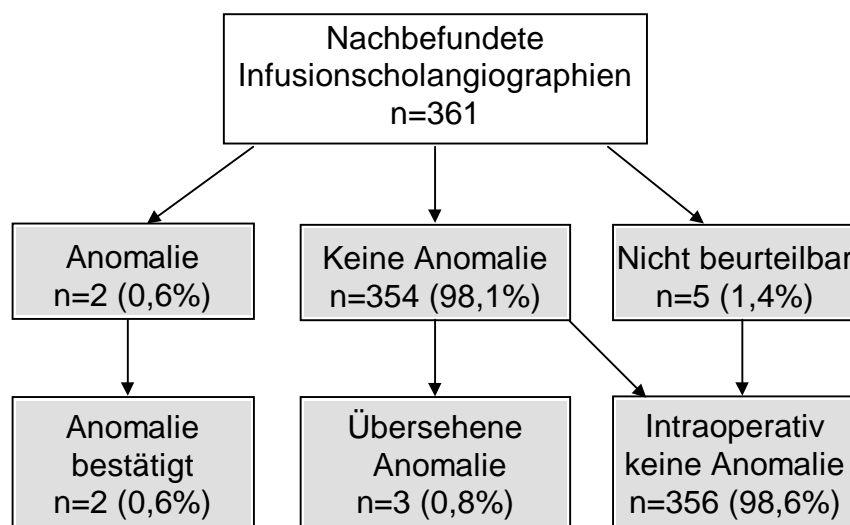 Nachbefundete
Infusionscholangiographien
n=361
Anomalie
n=2 (0,6%)
Keine Anomalie
n=354 (98,1%)
Nicht beurteilbar
n=5 (1,4%)
Anomalie
bestätigt
n=2 (0,6%)
Übersehene
Anomalie
n=3 (0,8%)
Intraoperativ
keine Anomalie
n=356 (98,6%)